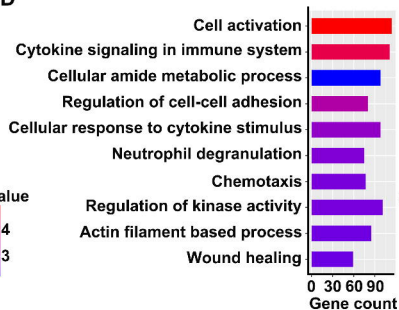 D
Cell activation
Cytokine signaling in immune system
Cellular amide metabolic process
Regulation of cell-cell adhesion
Cellular response to cytokine stimulus
Neutrophil degranulation
Chemotaxis
Regulation of kinase activity
Actin filament based process
Wound healing
alue
4
3
0 30 60 90
Gene count